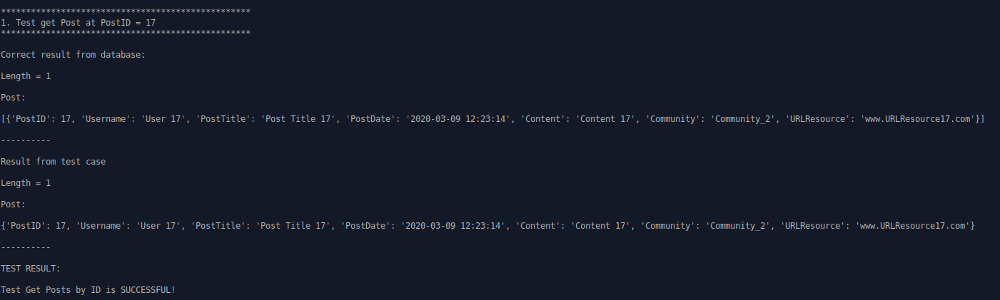 **************************************************
1. Test get Post at PostID = 17
**************************************************
Correct result from database:
Length = 1
Post:
[{'PostID': 17, 'Username': 'User 17', 'PostTitle': 'Post Title 17', 'PostDate': '2020-03-09 12:23:14', 'Content': 'Content 17', 'Community': 'Community_2', 'URLResource': 'www.URLResource17.com'}]
----------
Result from test case
Length = 1
Post:
{'PostID': 17, 'Username': 'User 17', 'PostTitle': 'Post Title 17', 'PostDate': '2020-03-09 12:23:14', 'Content': 'Content 17', 'Community': 'Community_2', 'URLResource': 'www.URLResource17.com'}
----------
TEST RESULT:
Test Get Posts by ID is SUCCESSFUL!